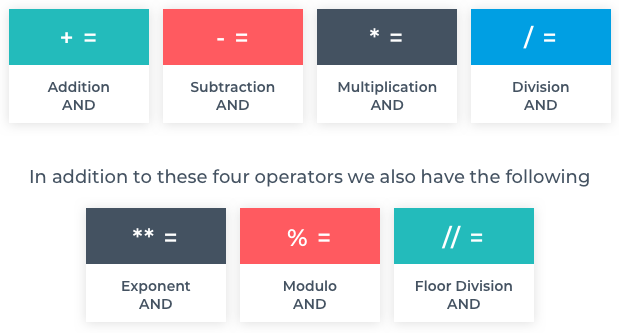 + = - = * = / =
Addition Subtraction Multiplication Division
AND AND AND AND
In addition to these four operators we also have the following
** = % = // =
Exponent Modulo Floor Division
AND AND AND